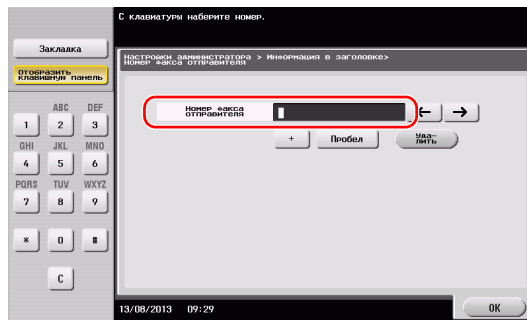 С клавиатуры наберите номер.
Закладка
Отобразить
клавишную панель
Настройки администратора > Информация в заголовке>
Номер факса отправителя
Номер факса
отправителя
← →
+ Пробел Уда-
лить
ABC DEF
1 2 3
GHI JKL MNO
4 5 6
PQRS TUV WXYZ
7 8 9
* 0 #
C
13/08/2013 09:29
OK